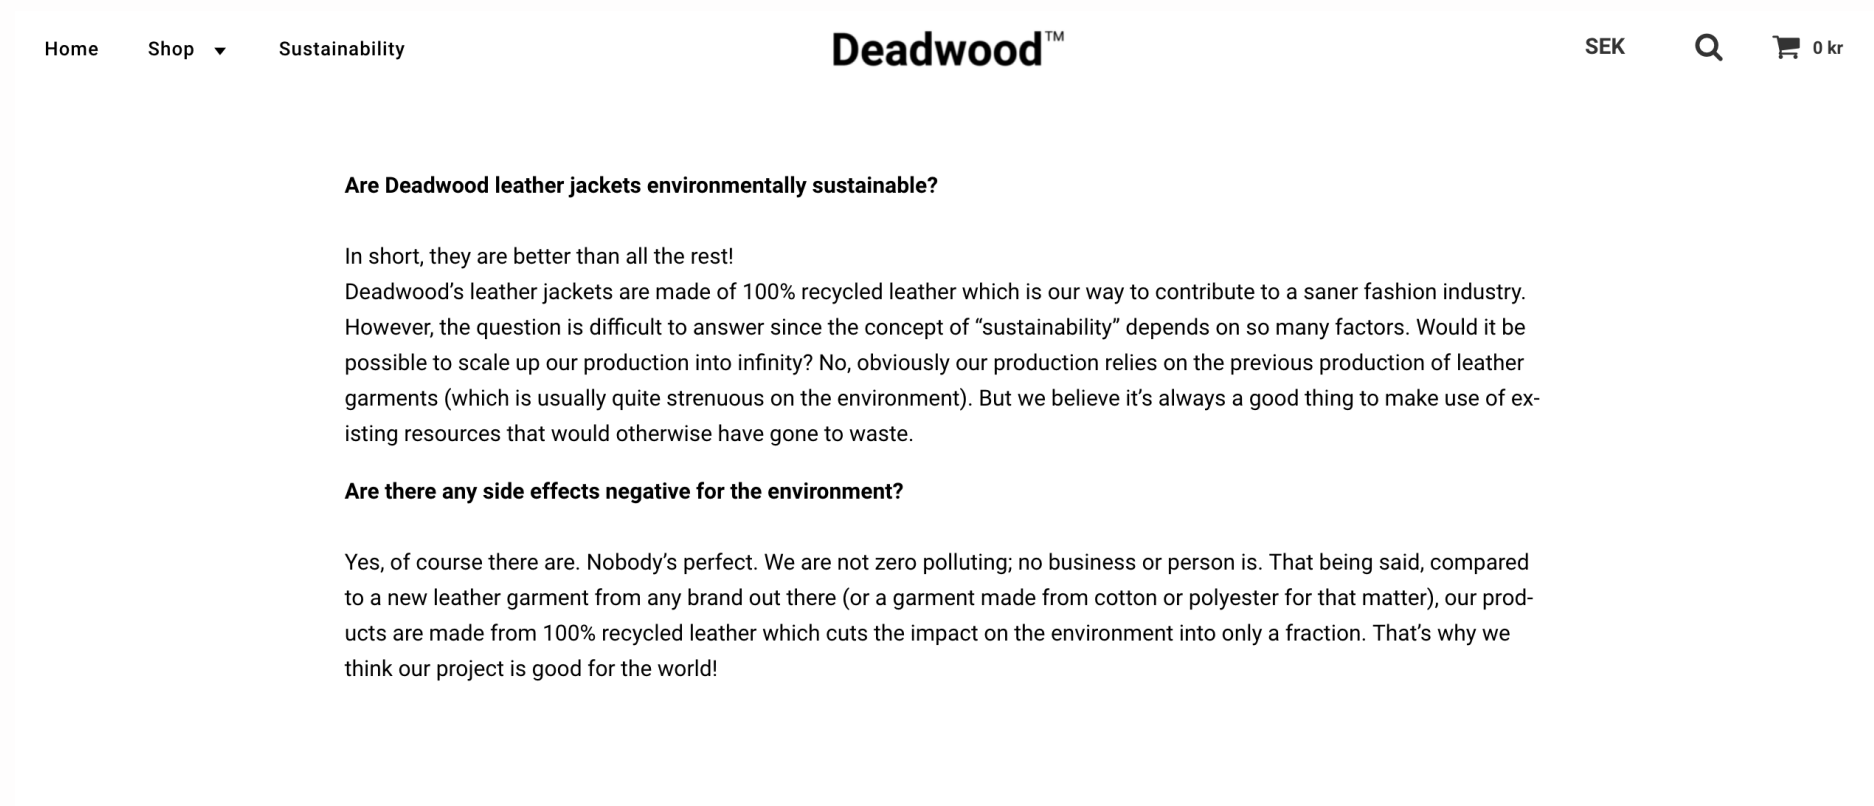 Home Shop Sustainability Deadwood™ SEK 0 kr
Are Deadwood leather jackets environmentally sustainable?
In short, they are better than all the rest!
Deadwood’s leather jackets are made of 100% recycled leather which is our way to contribute to a saner fashion industry.
However, the question is difficult to answer since the concept of “sustainability” depends on so many factors. Would it be
possible to scale up our production into infinity? No, obviously our production relies on the previous production of leather
garments (which is usually quite strenuous on the environment). But we believe it’s always a good thing to make use of ex-
isting resources that would otherwise have gone to waste.
Are there any side effects negative for the environment?
Yes, of course there are. Nobody’s perfect. We are not zero polluting; no business or person is. That being said, compared
to a new leather garment from any brand out there (or a garment made from cotton or polyester for that matter), our prod-
ucts are made from 100% recycled leather which cuts the impact on the environment into only a fraction. That’s why we
think our project is good for the world!